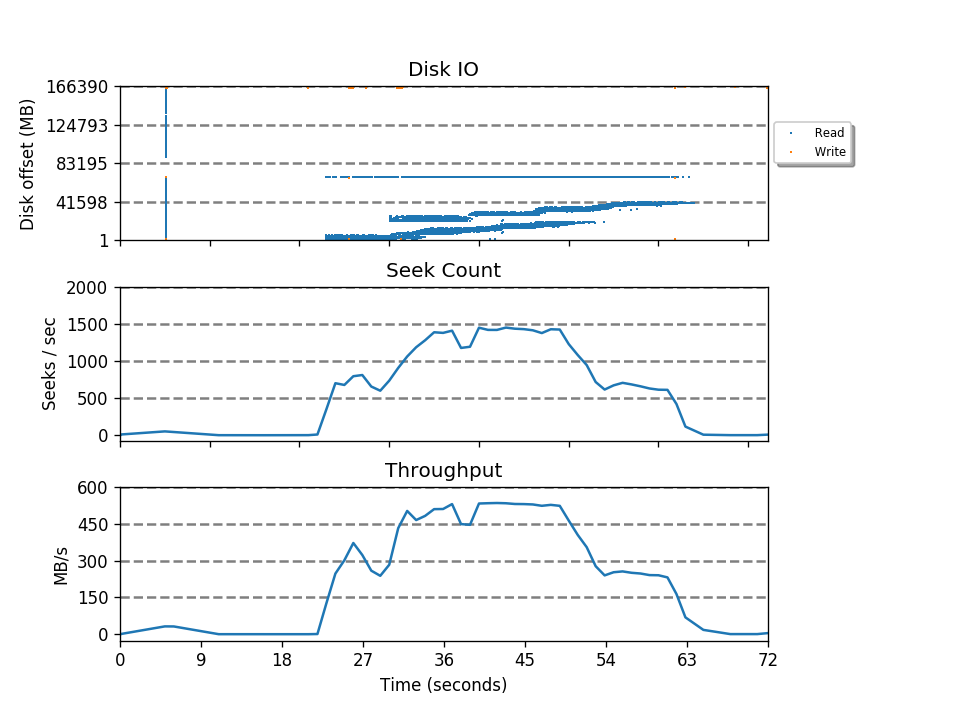 Disk IO
166390
124793
83195
41598
1
Disk offset (MB)
Read
Write
Seek Count
2000
1500
1000
500
0
Seeks / sec
Throughput
600
450
300
150
0
MB/s
0 9 18 27 36 45 54 63 72
Time (seconds)